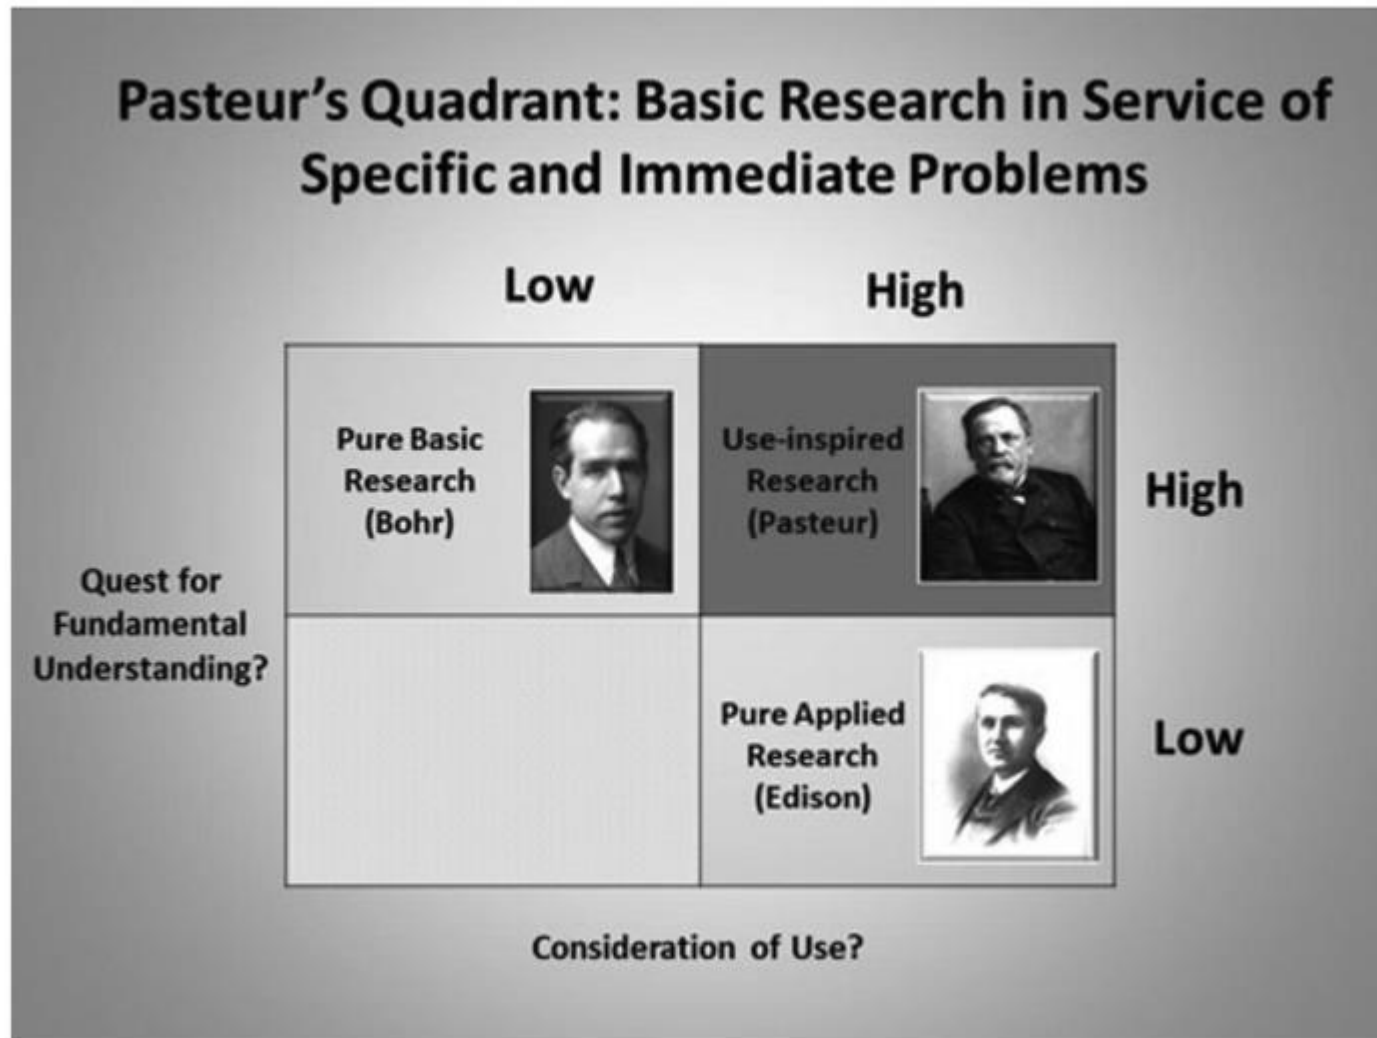 Pasteur's Quadrant: Basic Research in Service of
Specific and Immediate Problems
Low
High
Pure Basic
Research
(Bohr)
Use-inspired
Research
(Pasteur)
High
Quest for
Fundamental
Understanding?
Pure Applied
Research
(Edison)
Low
Consideration of Use?